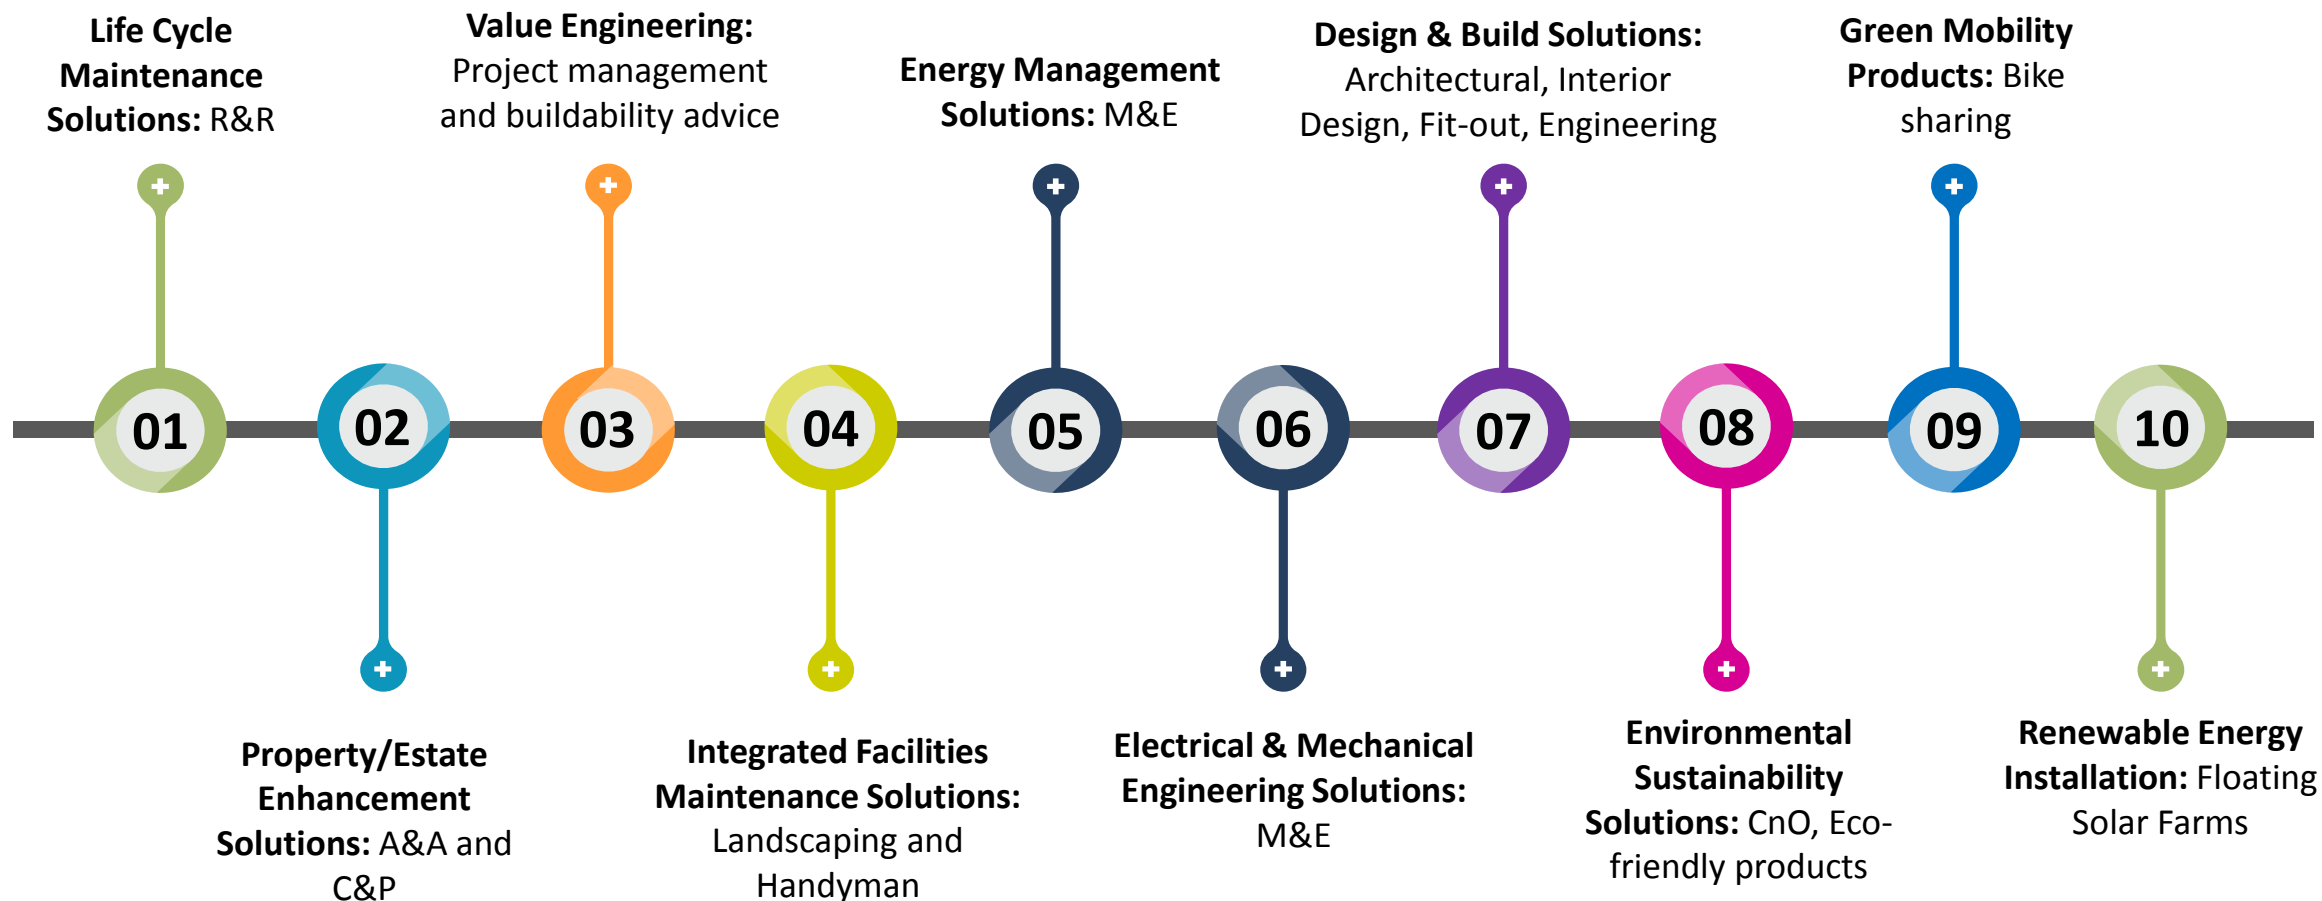 Life Cycle
Maintenance
Solutions: R&R
Value Engineering:
Project management
and buildability advice
Energy Management
Solutions: M&E
Design & Build Solutions:
Architectural, Interior
Design, Fit-out, Engineering
Green Mobility
Products: Bike
sharing
01
02
03
04
05
06
07
08
09
10
Property/Estate
Enhancement
Solutions: A&A and
C&P
Integrated Facilities
Maintenance Solutions:
Landscaping and
Handyman
Electrical & Mechanical
Engineering Solutions:
M&E
Environmental
Sustainability
Solutions: CnO, Eco-
friendly products
Renewable Energy
Installation: Floating
Solar Farms